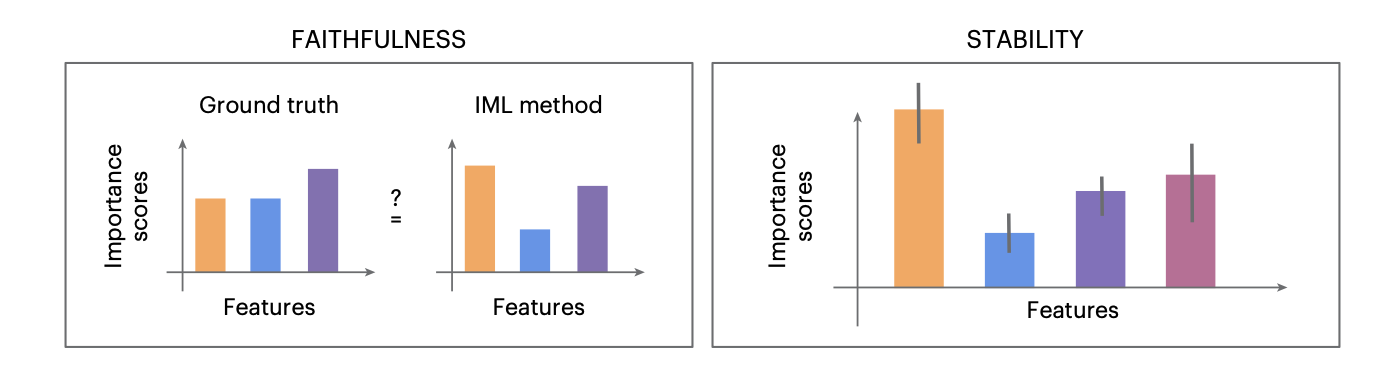 FAITHFULNESS
Ground truth
IML method
Importance
scores
?
=
Features
Features
STABILITY
Importance
scores
Features